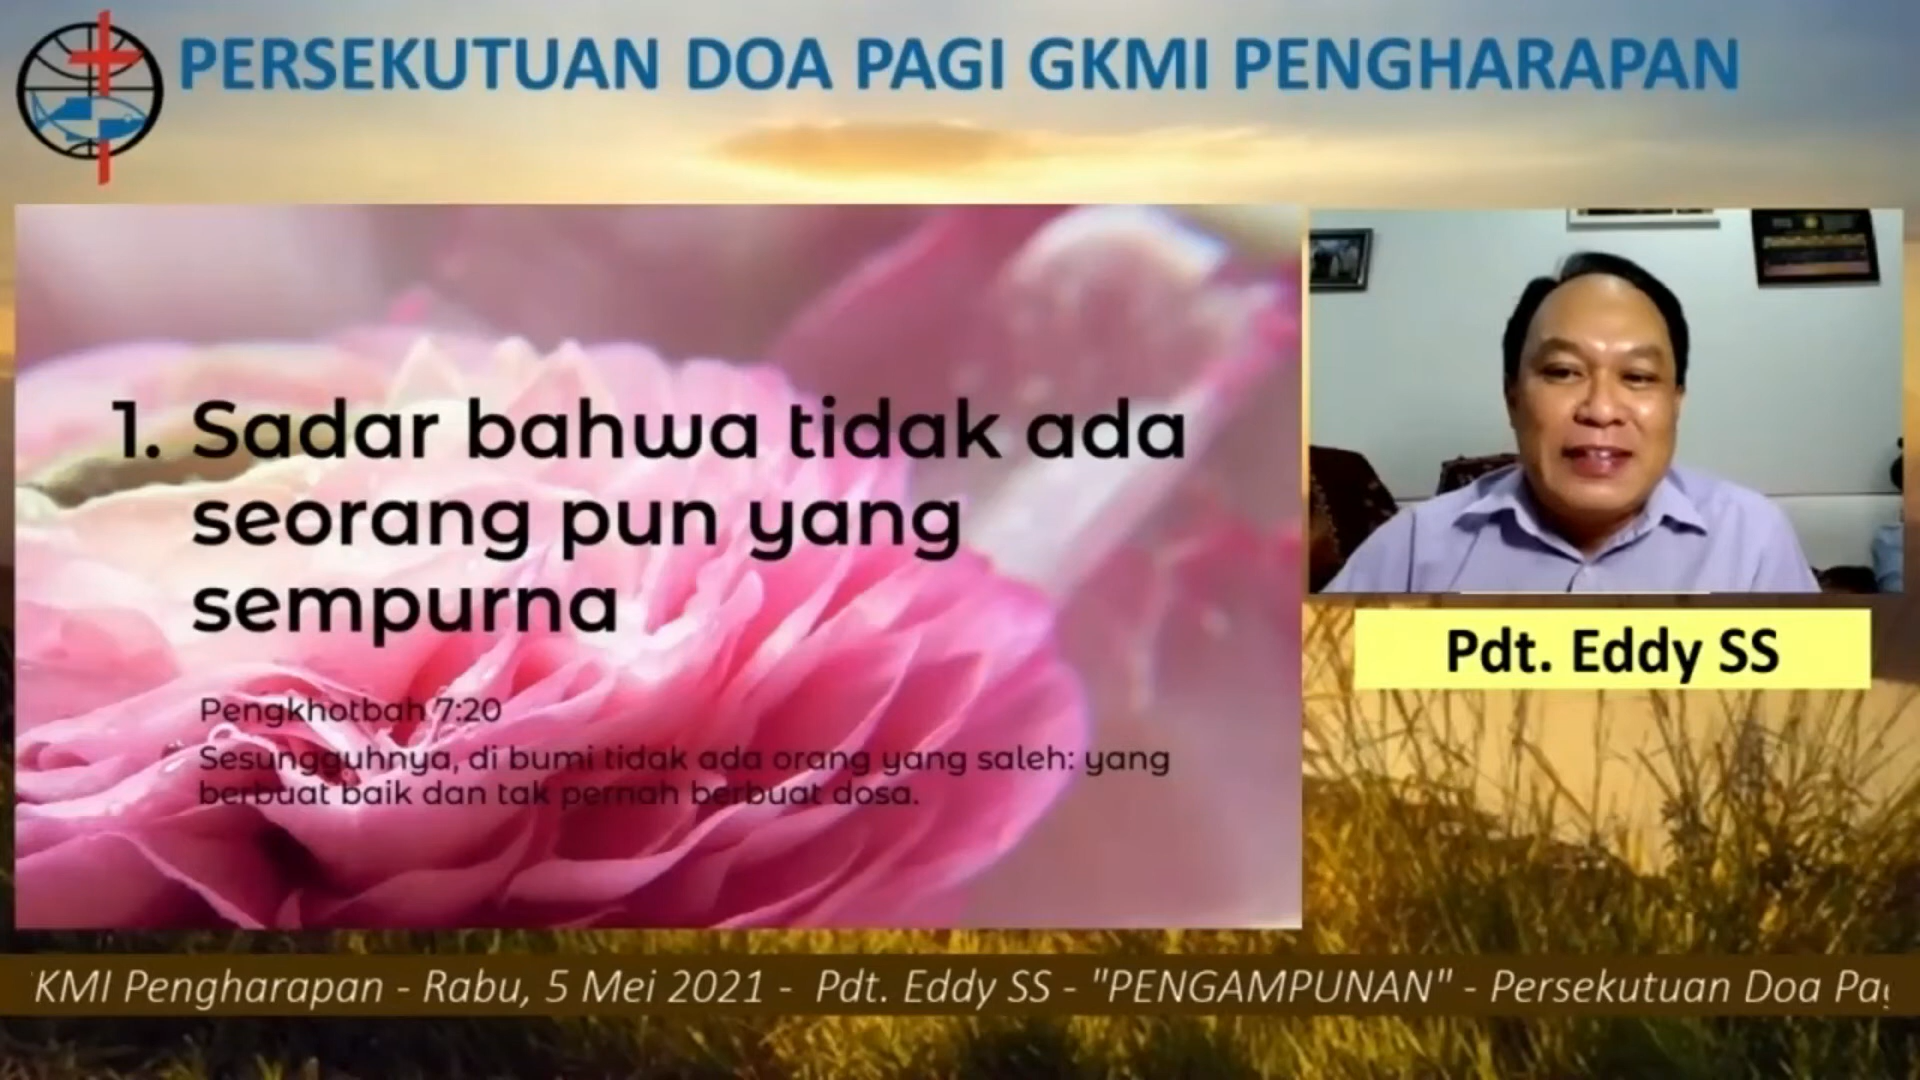 PERSEKUTUAN DOA PAGI GKMI PENGHARAPAN
1. Sadar bahwa tidak ada
seorang pun yang
sempurna
Pengkhotbah 7:20
Sesungguhnya, di bumi tidak ada orang yang saleh: yang
berbuat baik dan tak pernah berbuat dosa.
Pdt. Eddy SS
KMI Pengharapan - Rabu, 5 Mei 2021 - Pdt. Eddy SS - "PENGAMPUNAN" - Persekutuan Doa Pag